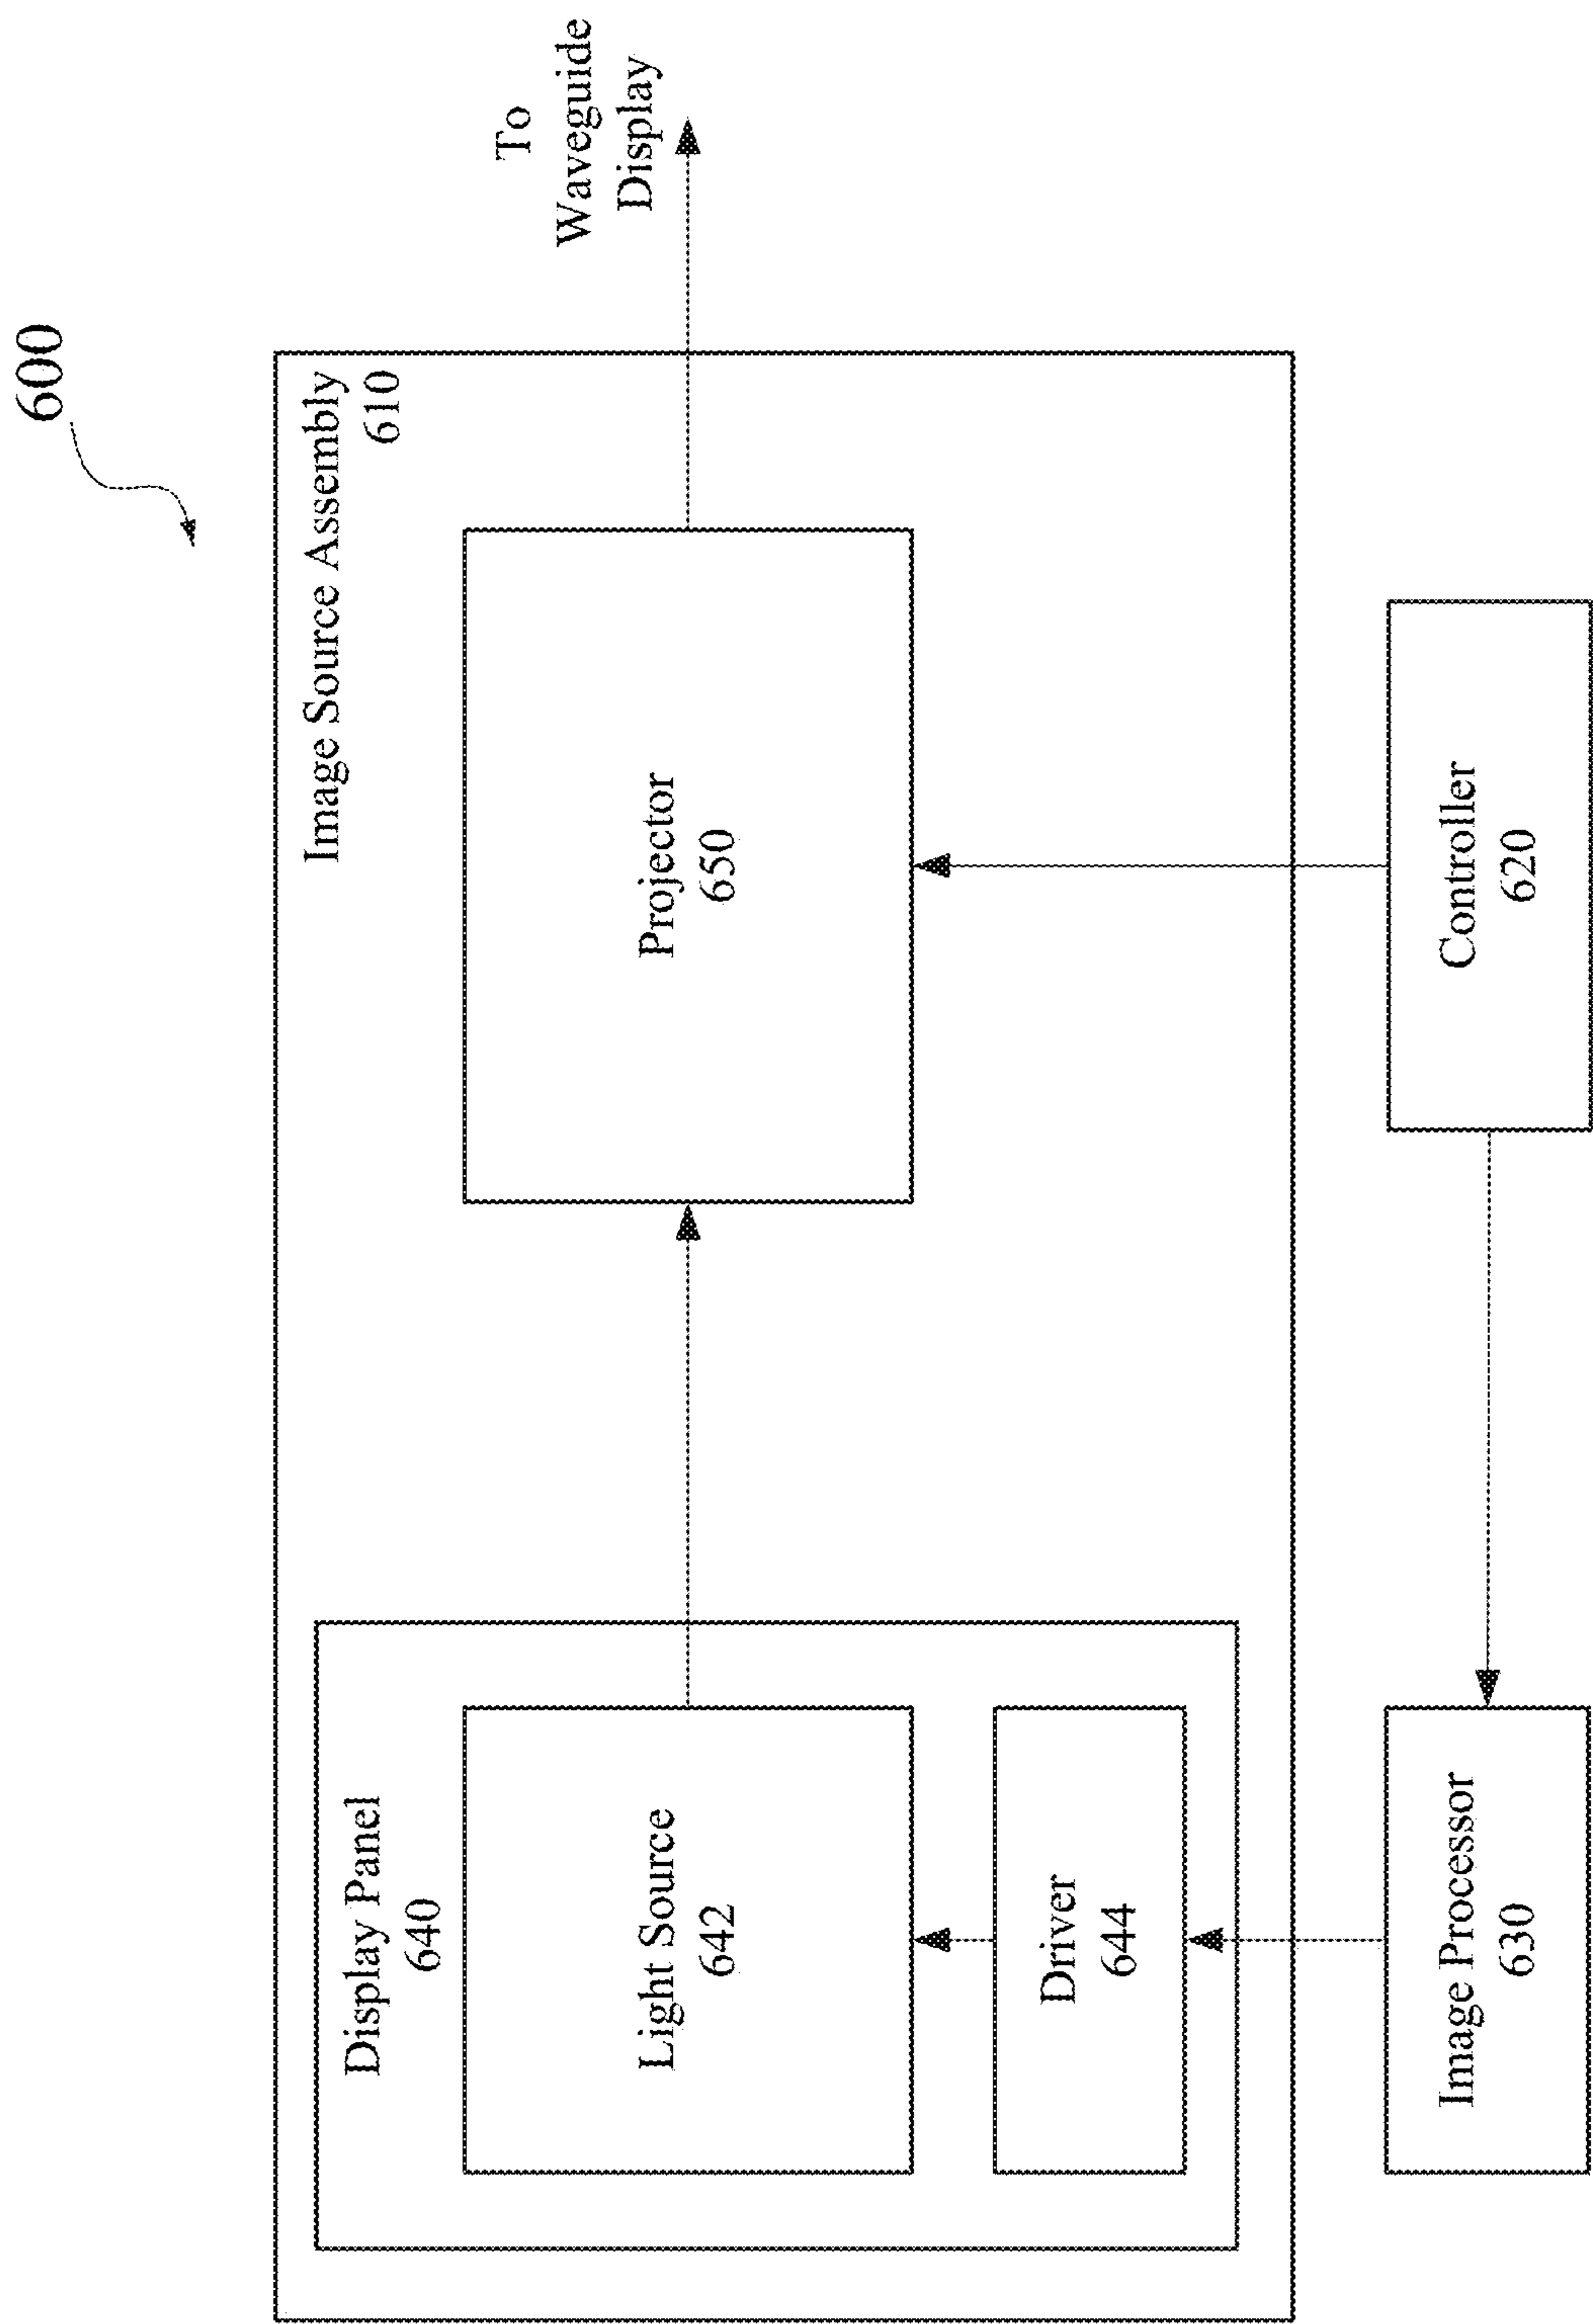 600
Image Source Assembly
610
Display Panel
640
Light Source
642
Driver
644
Projector
650
To
Waveguide
Display
Image Processor
630
Controller
620